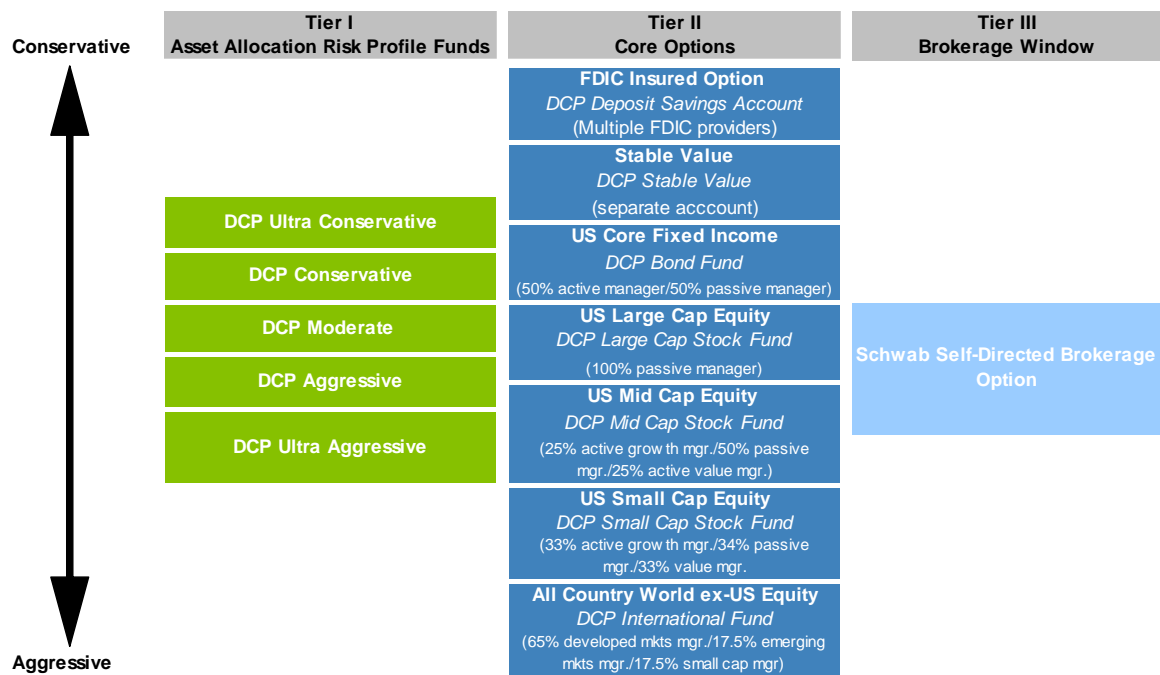 Conservative
Aggressive
Tier I
Asset Allocation Risk Profile Funds
DCP Ultra Conservative
DCP Conservative
DCP Moderate
DCP Aggressive
DCP Ultra Aggressive
Tier II
Core Options
FDIC Insured Option
DCP Deposit Savings Account
(Multiple FDIC providers)
Stable Value
DCP Stable Value
(separate acccount)
US Core Fixed Income
DCP Bond Fund
(50% active manager/50% passive manager)
US Large Cap Equity
DCP Large Cap Stock Fund
(100% passive manager)
US Mid Cap Equity
DCP Mid Cap Stock Fund
(25% active growth mgr./50% passive
mgr./25% active value mgr.)
US Small Cap Equity
DCP Small Cap Stock Fund
(33% active growth mgr./34% passive
mgr./33% value mgr.
All Country World ex-US Equity
DCP International Fund
(65% developed mkts mgr./17.5% emerging
mkts mgr./17.5% small cap mgr)
Tier III
Brokerage Window
Schwab Self-Directed Brokerage
Option